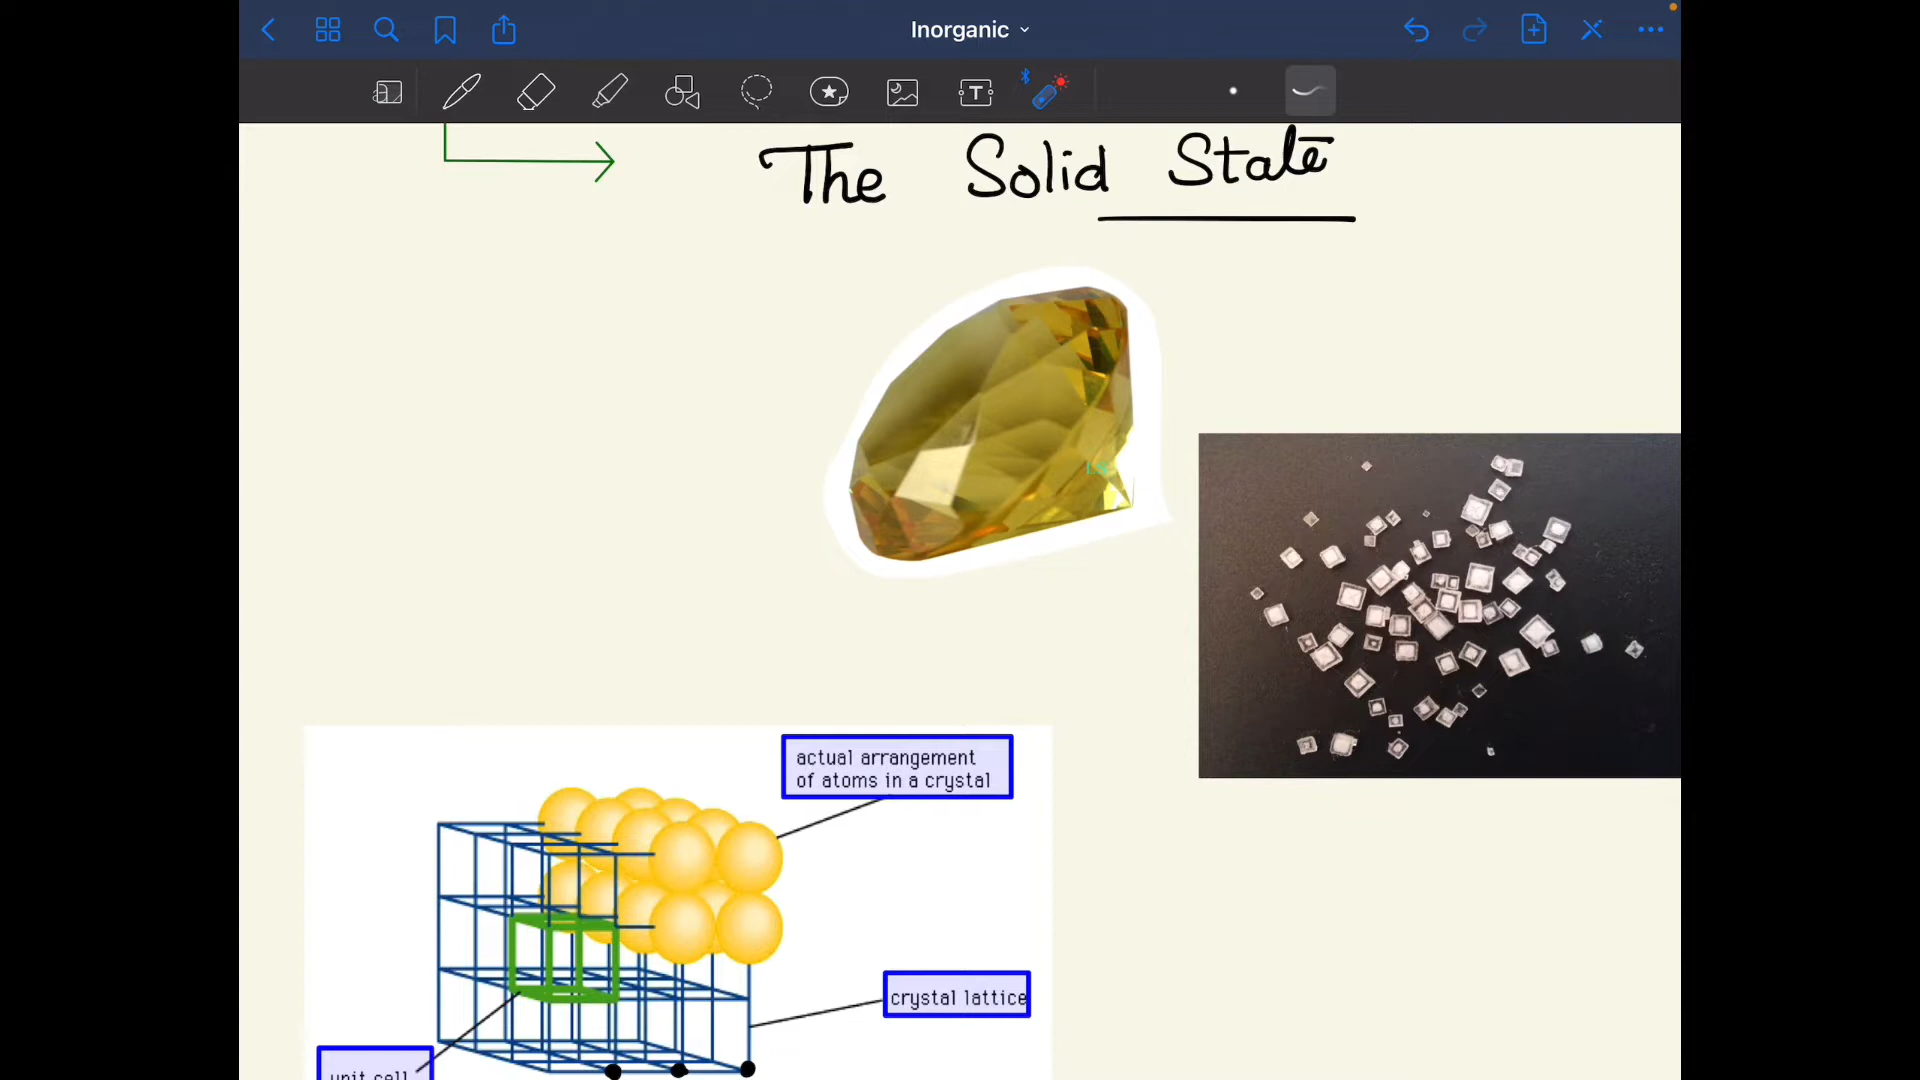 Inorganic
The Solid State
actual arrangement
of atoms in a crystal
crystal lattice
unit cell